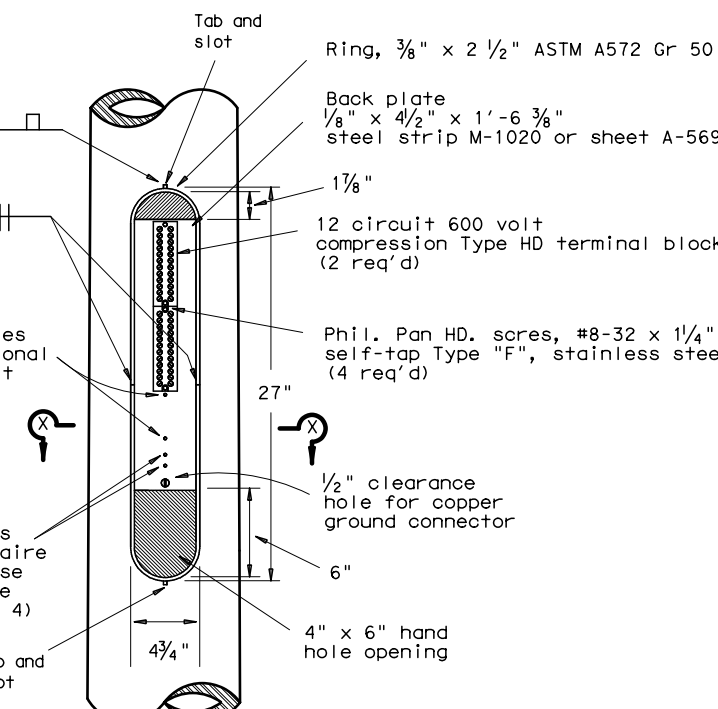 Tab and
slot
Ring, 3/8" x 2 1/2" ASTM A572 Gr 50
Back plate
1/8" x 4 1/2" x 1'-6 3/8"
steel strip M-1020 or sheet A-569
1 7/8"
12 circuit 600 volt
compression Type HD terminal block
(2 req'd)
Phil. Pan HD. scres, #8-32 x 1 1/4"
self-tap Type "F", stainless stee
(4 req'd)
27"
X
X
1/2" clearance
hole for copper
ground connector
6"
4" x 6" hand
hole opening
4 3/4"
es
onal
t
s
aire
se
e
4)
and
ot